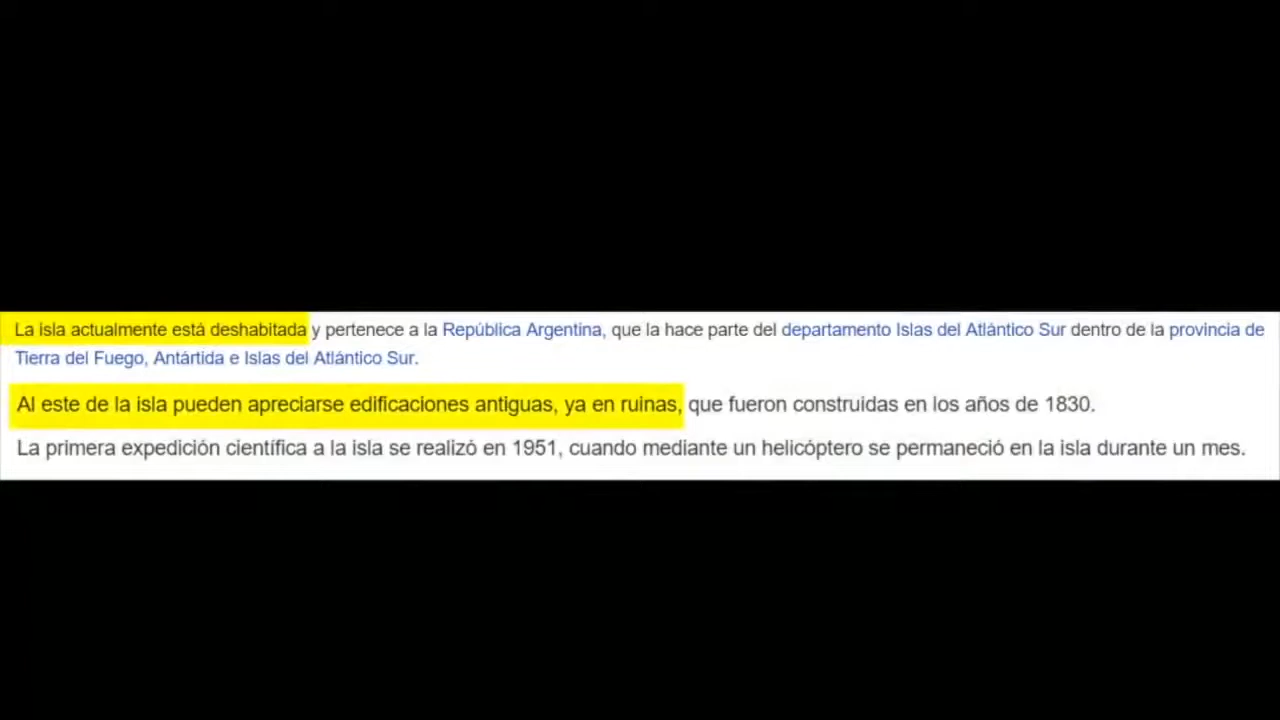 La isla actualmente está deshabitada y pertenece a la República Argentina, que la hace parte del departamento Islas del Atlántico Sur dentro de la provincia de
Tierra del Fuego, Antártida e Islas del Atlántico Sur.
Al este de la isla pueden apreciarse edificaciones antiguas, ya en ruinas, que fueron construidas en los años de 1830.
La primera expedición científica a la isla se realizó en 1951, cuando mediante un helicóptero se permaneció en la isla durante un mes.